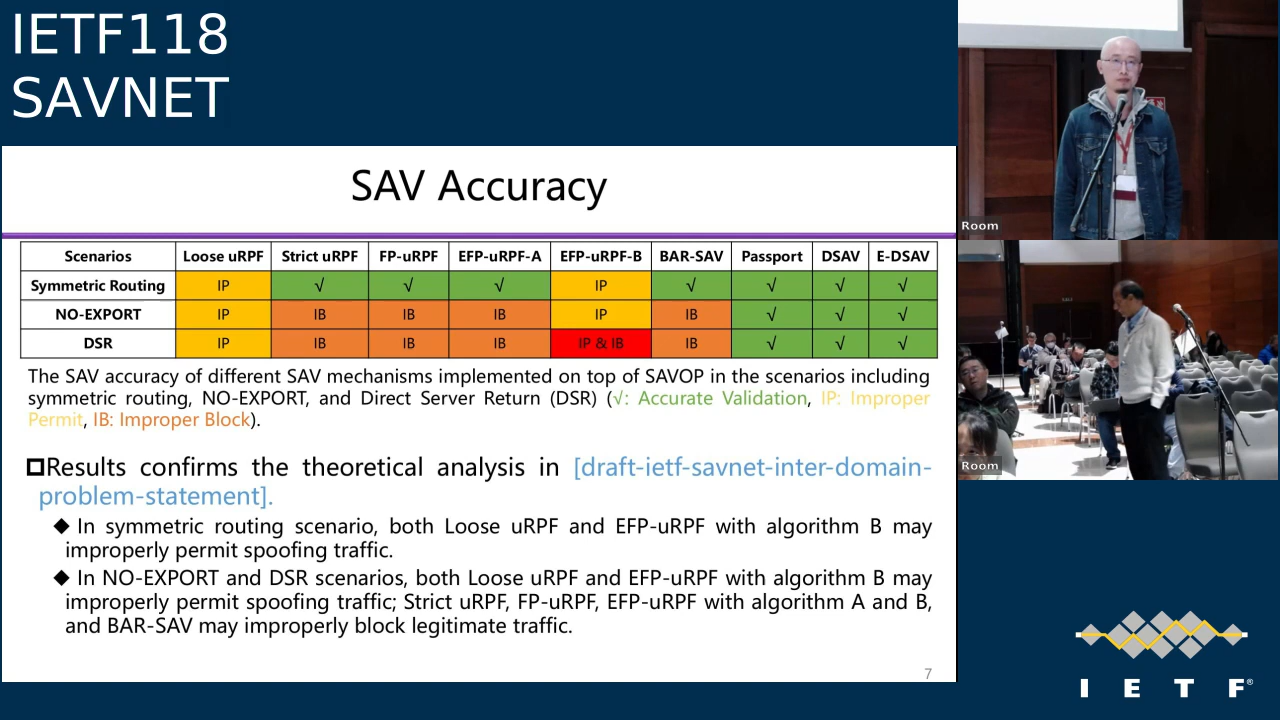 IETF118
SAVNET
SAV Accuracy
Scenarios Loose uRPF Strict uRPF FP-uRPF EFP-uRPF-A EFP-uRPF-B BAR-SAV Passport DSAV E-DSAV
Symmetric Routing IP √ √ √ IP √ √ √ √
NO-EXPORT IP IB IB IB IP IB √ √ √
DSR IP IB IB IB IP & IB IB √ √ √
The SAV accuracy of different SAV mechanisms implemented on top of SAVOP in the scenarios including
symmetric routing, NO-EXPORT, and Direct Server Return (DSR) (√: Accurate Validation, IP: Improper
Permit, IB: Improper Block).
Results confirms the theoretical analysis in [draft-ietf-savnet-inter-domain-
problem-statement].
In symmetric routing scenario, both Loose uRPF and EFP-uRPF with algorithm B may
improperly permit spoofing traffic.
In NO-EXPORT and DSR scenarios, both Loose uRPF and EFP-uRPF with algorithm B may
improperly permit spoofing traffic; Strict uRPF, FP-uRPF, EFP-uRPF with algorithm A and B,
and BAR-SAV may improperly block legitimate traffic.
7
Room
Room
I E T F®